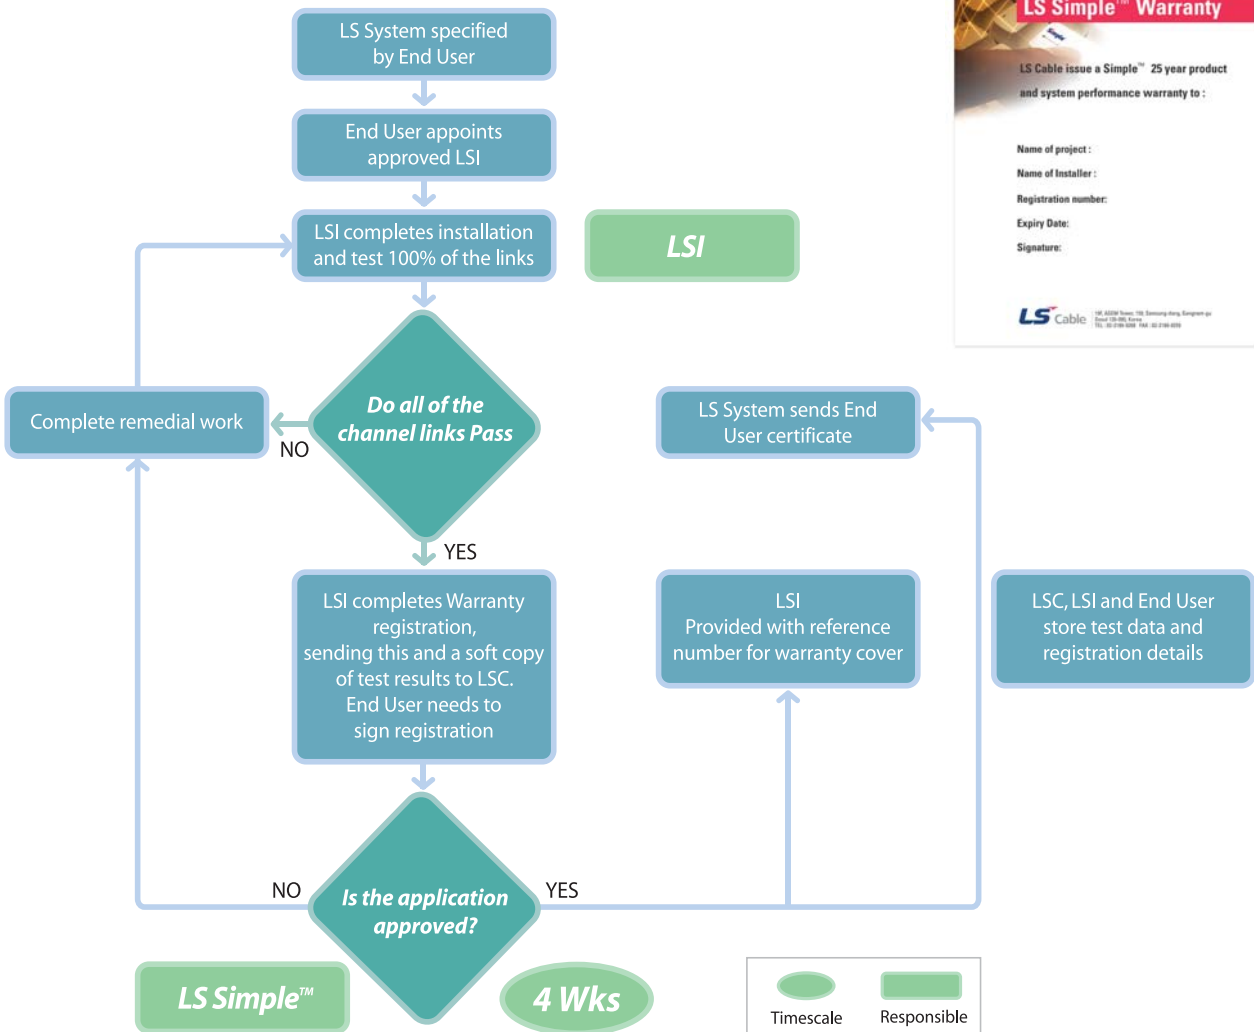 LS System specified
by End User
End User appoints
approved LSI
LSI completes installation
and test 100% of the links
LSI
Do all of the
channel links Pass
NO
Complete remedial work
YES
LSI completes Warranty
registration,
sending this and a soft copy
of test results to LSC.
End User needs to
sign registration
Is the application
approved?
NO
YES
LS System sends End
User certificate
LSI
Provided with reference
number for warranty cover
LSC, LSI and End User
store test data and
registration details
LS Simple™
4 Wks
Timescale
Responsible
LS Simple™ Warranty
Simple
LS Cable issue a Simple™ 25 year product
and system performance warranty to :
Name of project :
Name of Installer :
Registration number:
Expiry Date:
Signature:
LS Cable